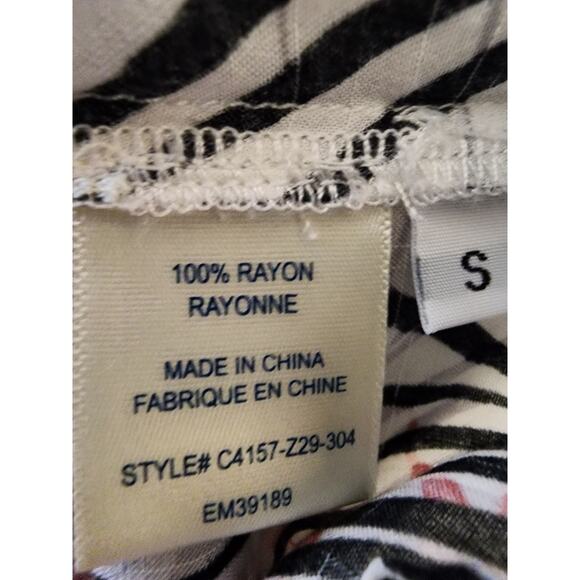 100% RAYON
RAYONNE
MADE IN CHINA
FABRIQUE EN CHINE
STYLE# C4157-Z29-304
EM39189
S